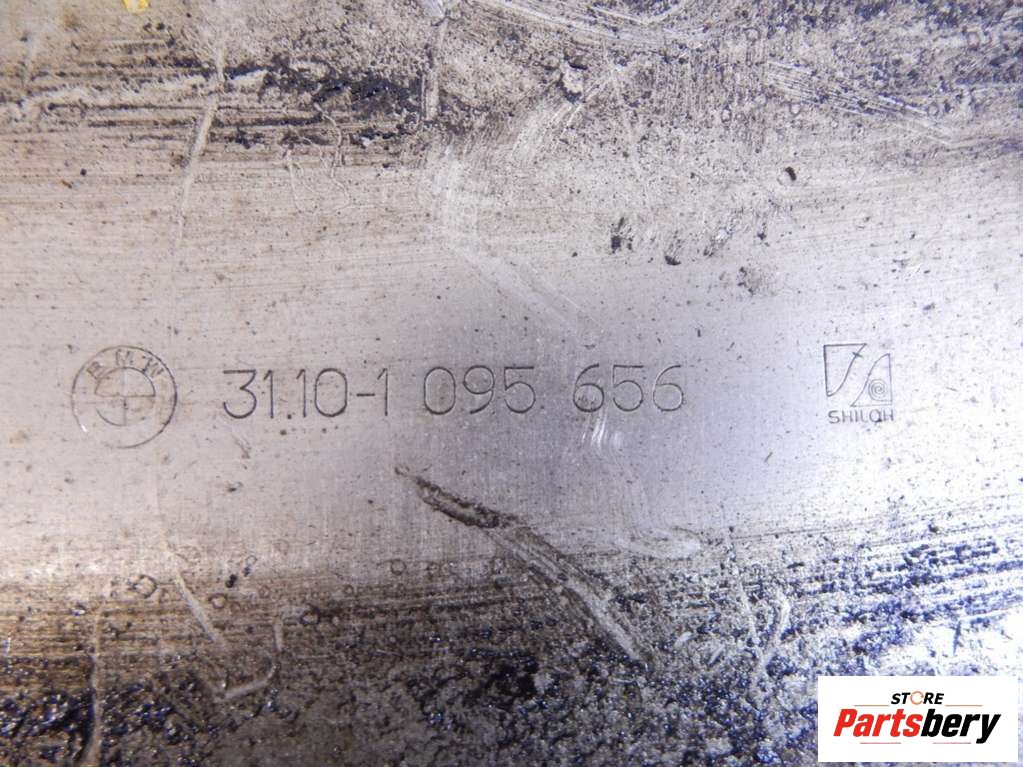 BMW
31.10-1 095 656
SHILOH
STORE
Partsbery